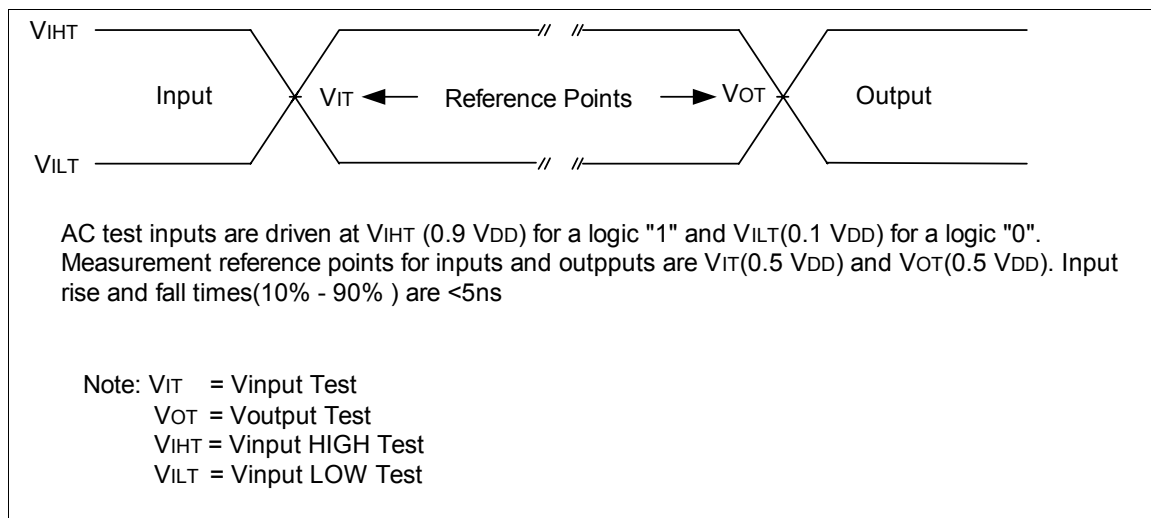 VIHT
Input VIT Reference Points VOT Output
VILT
AC test inputs are driven at VIHT (0.9 VDD) for a logic "1" and VILT(0.1 VDD) for a logic "0".
Measurement reference points for inputs and outpputs are VIT(0.5 VDD) and VOT(0.5 VDD). Input
rise and fall times(10% - 90% ) are <5ns
Note: VIT = Vinput Test
VOT = Voutput Test
VIHT = Vinput HIGH Test
VILT = Vinput LOW Test